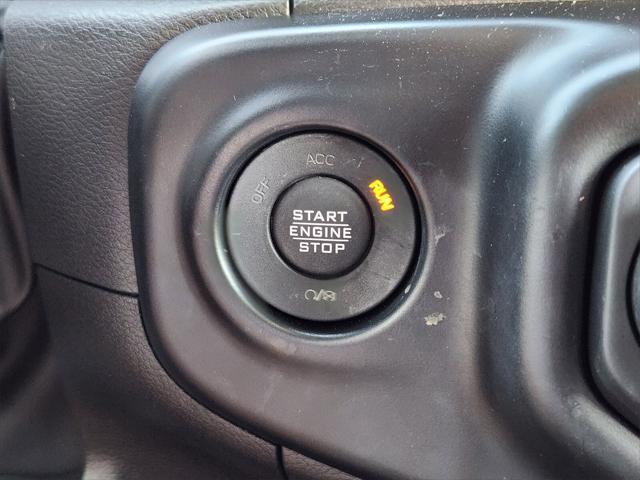 OFF ACC RUN
START
ENGINE
STOP